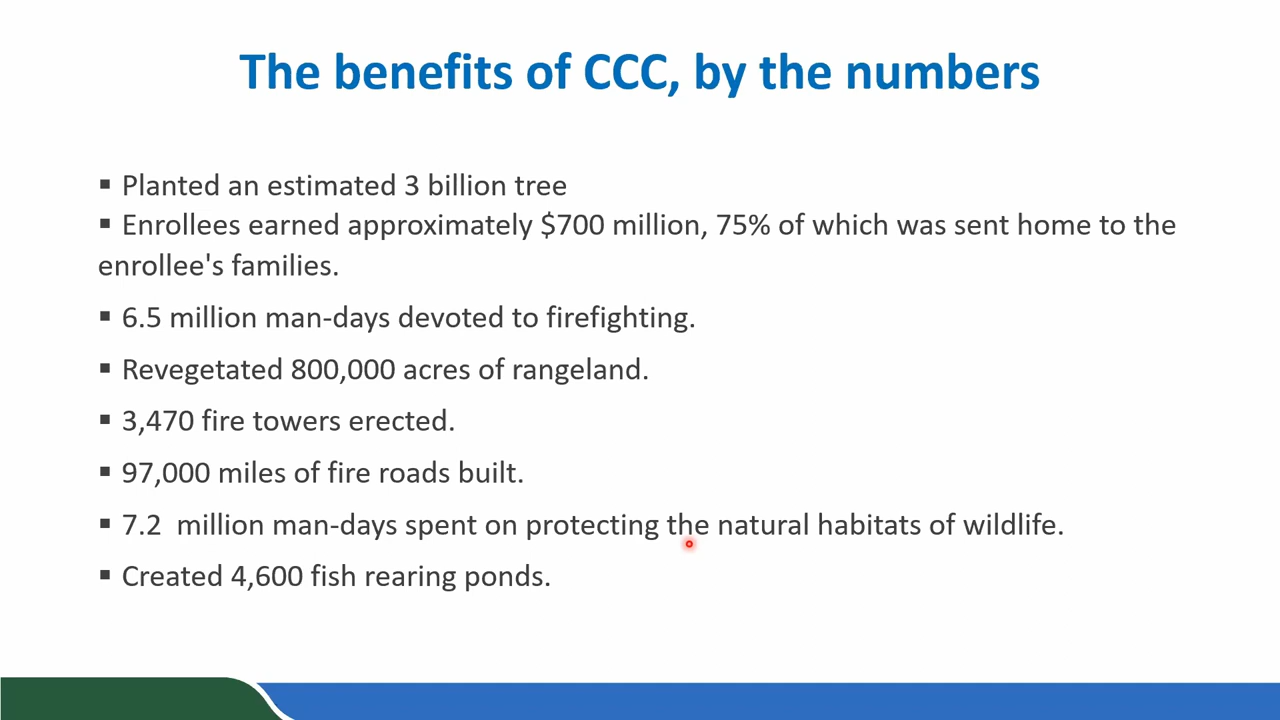 The benefits of CCC, by the numbers
▪ Planted an estimated 3 billion tree
▪ Enrollees earned approximately $700 million, 75% of which was sent home to the
enrollee's families.
▪ 6.5 million man-days devoted to firefighting.
▪ Revegetated 800,000 acres of rangeland.
▪ 3,470 fire towers erected.
▪ 97,000 miles of fire roads built.
▪ 7.2  million man-days spent on protecting the natural habitats of wildlife.
▪ Created 4,600 fish rearing ponds.